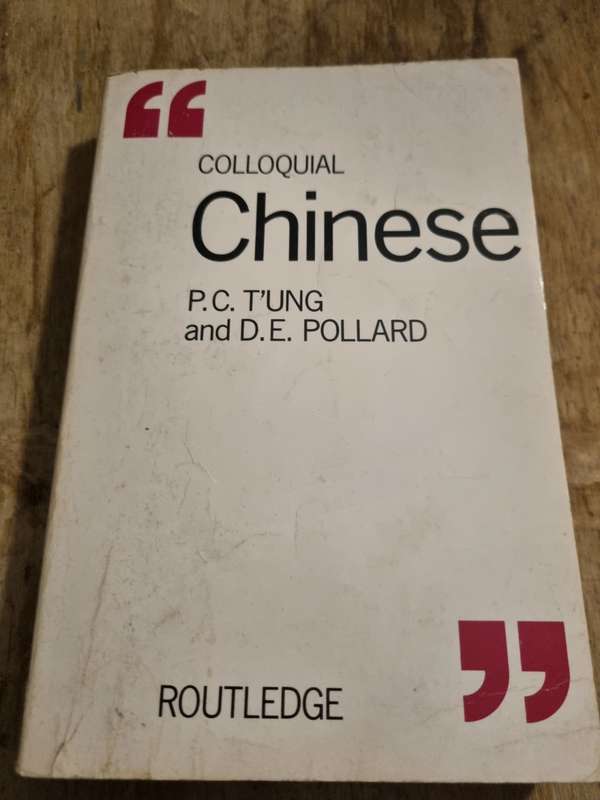 “
COLLOQUIAL
Chinese
P.C. T'UNG
and D.E. POLLARD
ROUTLEDGE
”